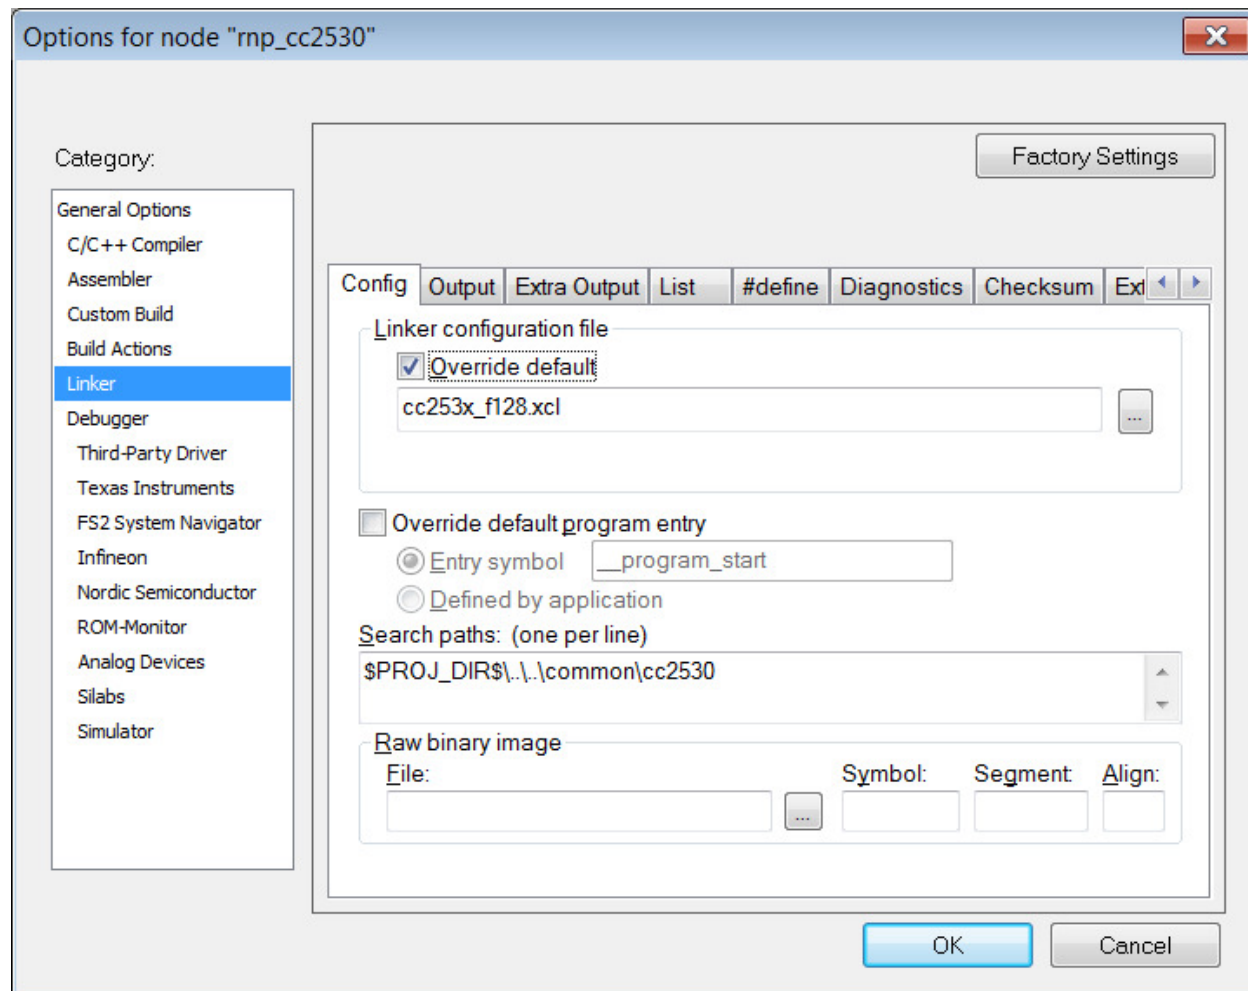 Options for node "rnp_cc2530"
Factory Settings
Category:
General Options
C/C++ Compiler
Assembler
Custom Build
Build Actions
Linker
Debugger
Third-Party Driver
Texas Instruments
FS2 System Navigator
Infineon
Nordic Semiconductor
ROM-Monitor
Analog Devices
Silabs
Simulator
Config Output Extra Output List #define Diagnostics Checksum Ext
Linker configuration file
Override default
cc253x_f128.xcl
...
Override default program entry
Entry symbol __program_start
Defined by application
Search paths: (one per line)
$PROJ_DIR$\..\..\common\cc2530
Raw binary image
File: Symbol: Segment: Align:
...
OK Cancel